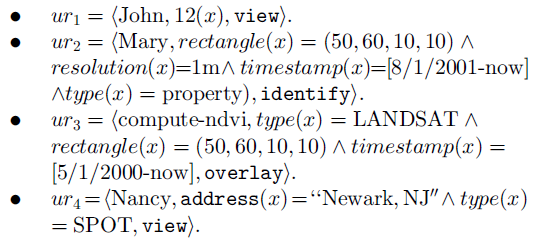 • ur₁ = ⟨John, 12(x), view⟩.
• ur₂ = ⟨Mary, rectangle(x) = (50, 60, 10, 10) ∧
resolution(x)=1m∧ timestamp(x)=[8/1/2001-now]
∧type(x) = property), identify⟩.
• ur₃ = ⟨compute-ndvi, type(x) = LANDSAT ∧
rectangle(x) = (50, 60, 10, 10) ∧ timestamp(x) =
[5/1/2000-now], overlay⟩.
• ur₄=⟨Nancy, address(x)=“Newark, NJ″∧ type(x)
= SPOT, view⟩.